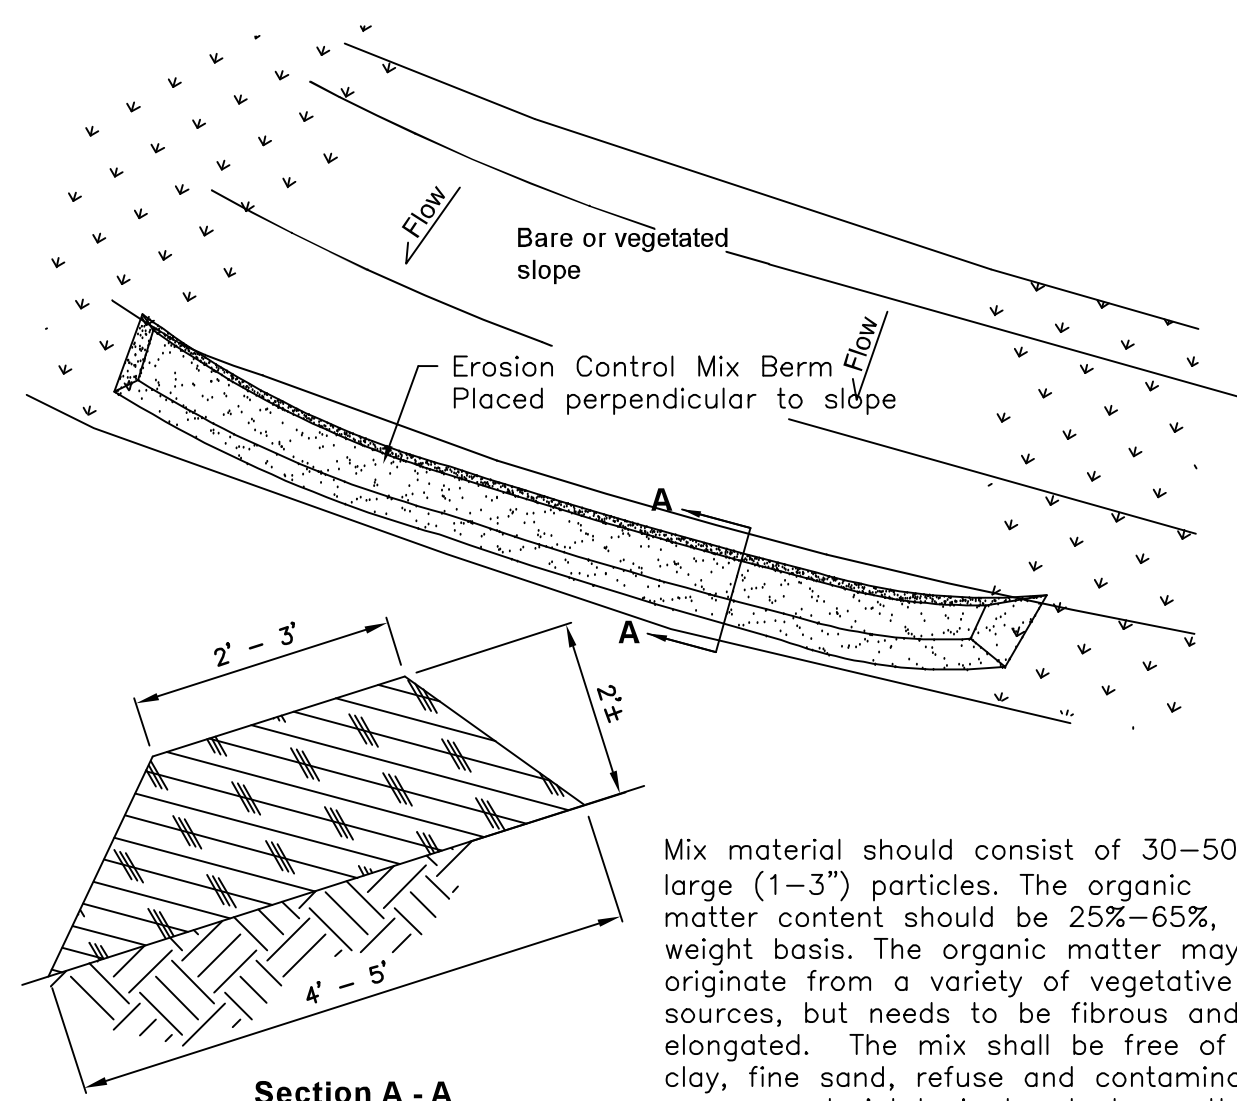 Flow
Bare or vegetated
slope
Flow
Erosion Control Mix Berm
Placed perpendicular to slope
A
A
2' – 3'
2'±
4' – 5'
Section A - A
Mix material should consist of 30–50
large (1–3") particles. The organic
matter content should be 25%–65%,
weight basis. The organic matter may
originate from a variety of vegetative
sources, but needs to be fibrous and
elongated. The mix shall be free of
clay, fine sand, refuse and